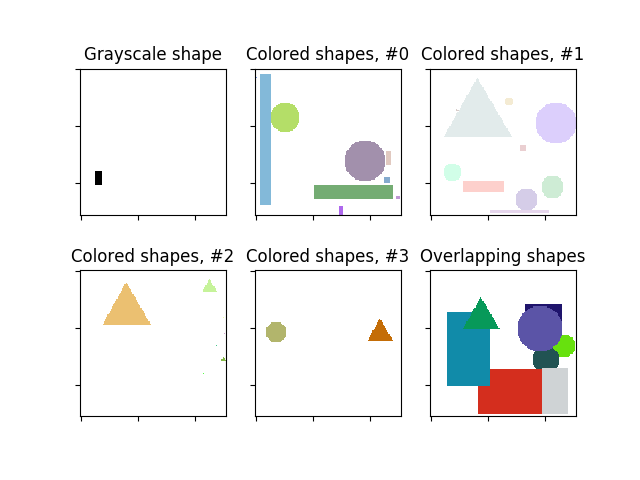 Grayscale shape
Colored shapes, #0
Colored shapes, #1
Colored shapes, #2
Colored shapes, #3
Overlapping shapes